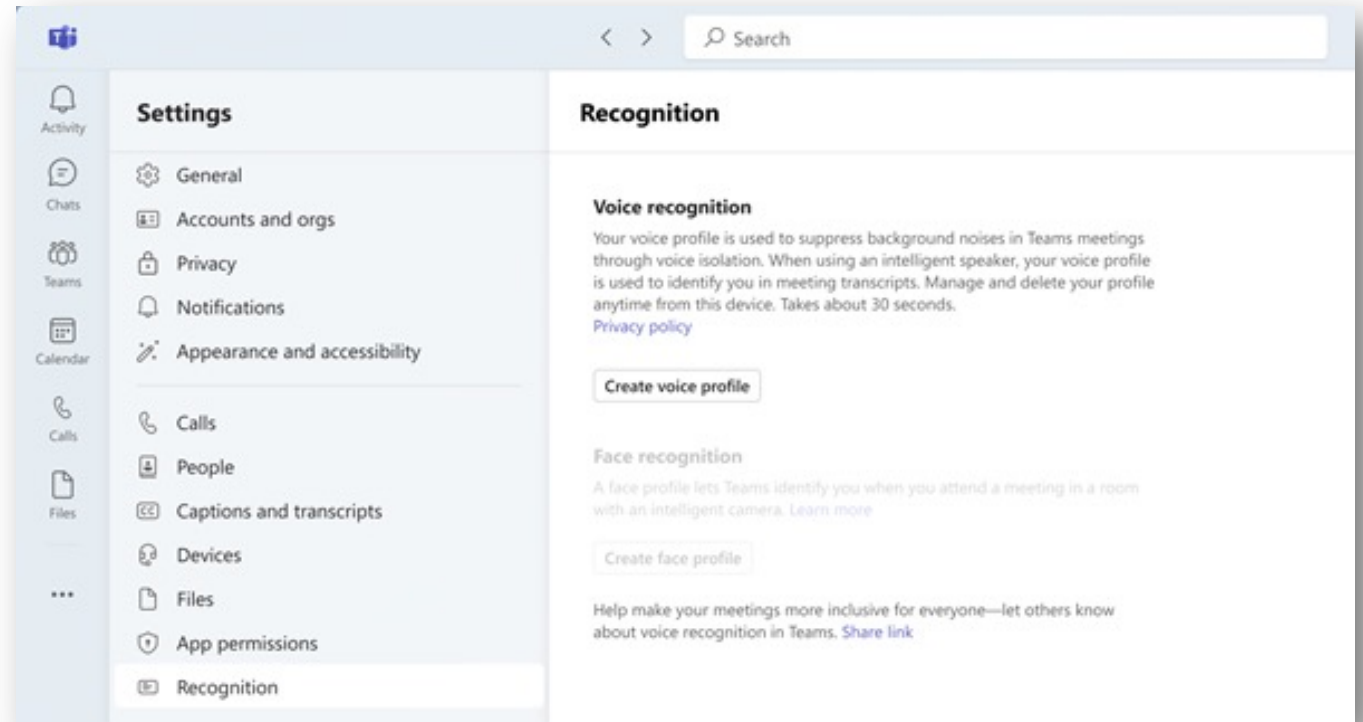 Search
Activity
Chats
Teams
Calendar
Calls
Files
Settings
General
Accounts and orgs
Privacy
Notifications
Appearance and accessibility
Calls
People
Captions and transcripts
Devices
Files
App permissions
Recognition
Recognition
Voice recognition
Your voice profile is used to suppress background noises in Teams meetings
through voice isolation. When using an intelligent speaker, your voice profile
is used to identify you in meeting transcripts. Manage and delete your profile
anytime from this device. Takes about 30 seconds.
Privacy policy
Create voice profile
Face recognition
A face profile lets Teams identify you when you attend a meeting in a room
with an intelligent camera. Learn more
Create face profile
Help make your meetings more inclusive for everyone—let others know
about voice recognition in Teams. Share link